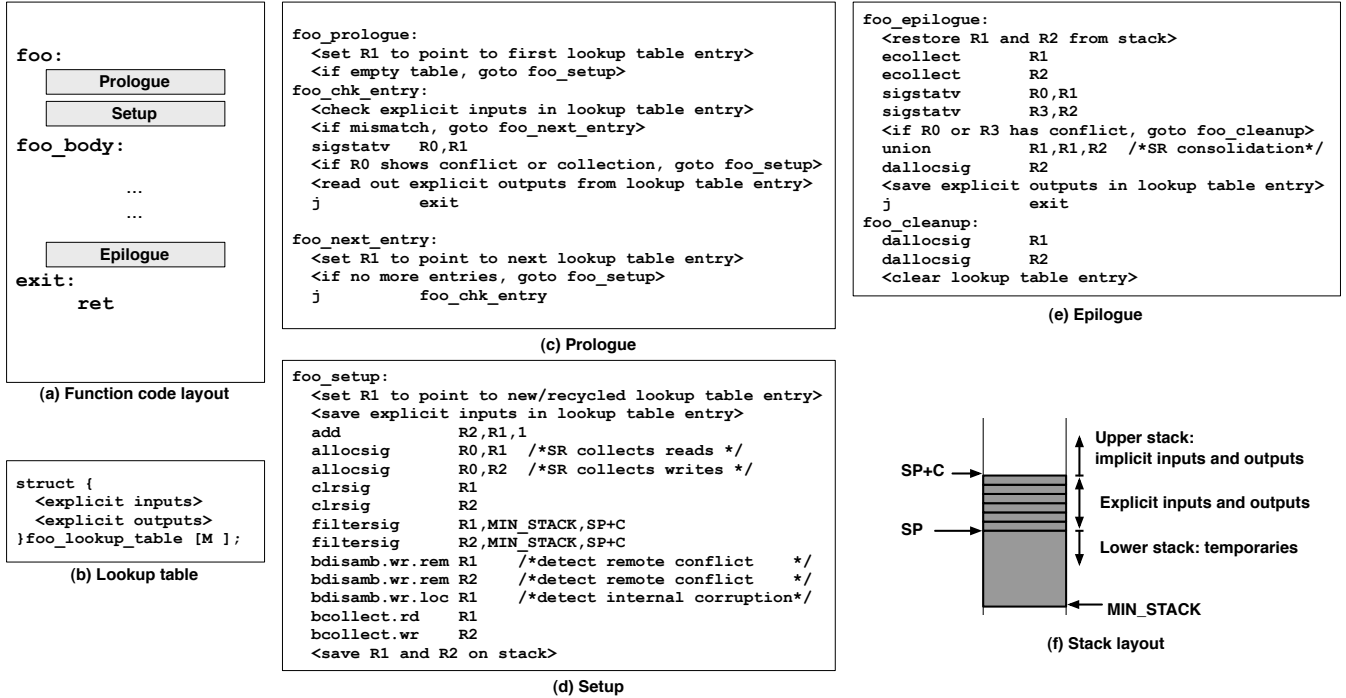 foo:
Prologue
Setup
foo_body:
...
...
Epilogue
exit:
ret
(a) Function code layout
struct {
<explicit inputs>
<explicit outputs>
}foo_lookup_table [M ];
(b) Lookup table
foo_prologue:
<set R1 to point to first lookup table entry>
<if empty table, goto foo_setup>
foo_chk_entry:
<check explicit inputs in lookup table entry>
<if mismatch, goto foo_next_entry>
sigstatv R0,R1
<if R0 shows conflict or collection, goto foo_setup>
<read out explicit outputs from lookup table entry>
j exit
foo_next_entry:
<set R1 to point to next lookup table entry>
<if no more entries, goto foo_setup>
j foo_chk_entry
(c) Prologue
foo_setup:
<set R1 to point to new/recycled lookup table entry>
<save explicit inputs in lookup table entry>
add R2,R1,1
allocsig R0,R1 /*SR collects reads */
allocsig R0,R2 /*SR collects writes */
clrsig R1
clrsig R2
filtersig R1,MIN_STACK,SP+C
filtersig R2,MIN_STACK,SP+C
bdisamb.wr.rem R1 /*detect remote conflict */
bdisamb.wr.rem R2 /*detect remote conflict */
bdisamb.wr.loc R1 /*detect internal corruption*/
bcollect.rd R1
bcollect.wr R2
<save R1 and R2 on stack>
(d) Setup
foo_epilogue:
<restore R1 and R2 from stack>
ecollect R1
ecollect R2
sigstatv R0,R1
sigstatv R3,R2
<if R0 or R3 has conflict, goto foo_cleanup>
union R1,R1,R2 /*SR consolidation*/
dallocsig R2
<save explicit outputs in lookup table entry>
j exit
foo_cleanup:
dallocsig R1
dallocsig R2
<clear lookup table entry>
(e) Epilogue
Upper stack:
implicit inputs and outputs
SP+C
Explicit inputs and outputs
SP
Lower stack: temporaries
MIN_STACK
(f) Stack layout